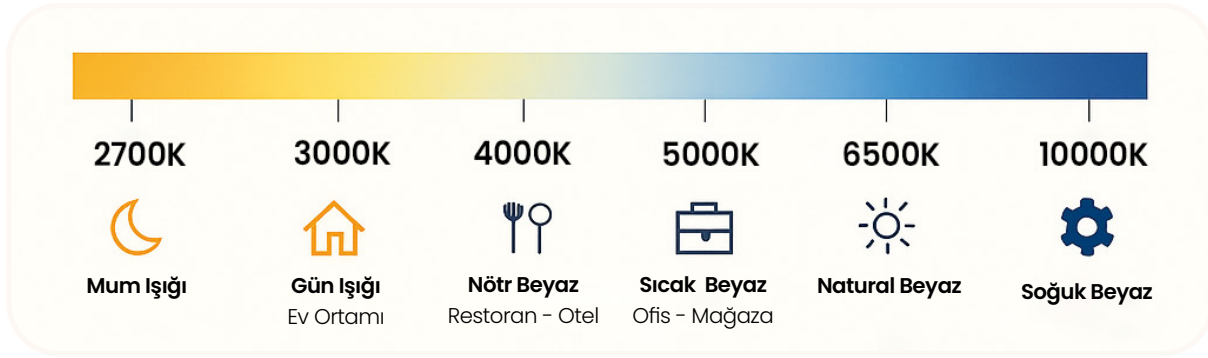 2700K 3000K 4000K 5000K 6500K 10000K
Mum Işığı Gün Işığı Nötr Beyaz Sıcak Beyaz Natural Beyaz Soğuk Beyaz
Ev Ortamı Restoran - Otel Ofis - Mağaza